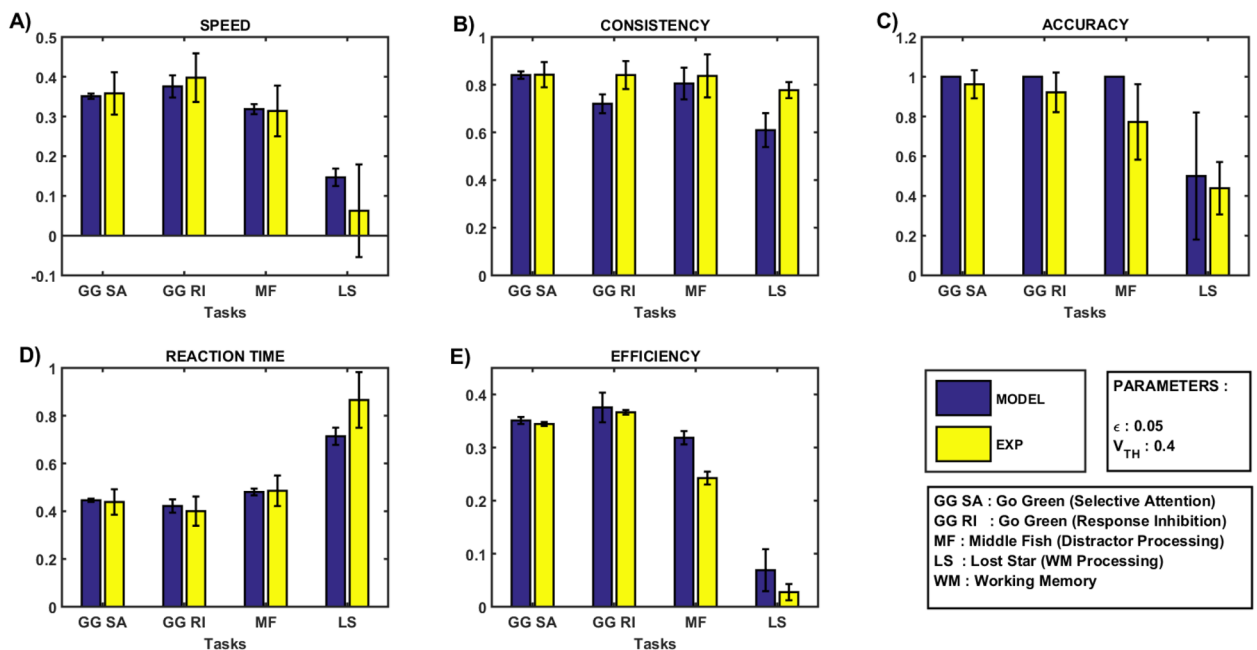 A)
SPEED
0.5
0.4
0.3
0.2
0.1
0
-0.1
GG SA GG RI MF LS
Tasks
B)
CONSISTENCY
1
0.8
0.6
0.4
0.2
0
GG SA GG RI MF LS
Tasks
C)
ACCURACY
1.2
1
0.8
0.6
0.4
0.2
0
GG SA GG RI MF LS
Tasks
D)
REACTION TIME
1
0.8
0.6
0.4
0.2
0
GG SA GG RI MF LS
Tasks
E)
EFFICIENCY
0.4
0.3
0.2
0.1
0
GG SA GG RI MF LS
Tasks
MODEL
EXP
PARAMETERS :
ϵ : 0.05
V_TH : 0.4
GG SA : Go Green (Selective Attention)
GG RI : Go Green (Response Inhibition)
MF : Middle Fish (Distractor Processing)
LS : Lost Star (WM Processing)
WM : Working Memory